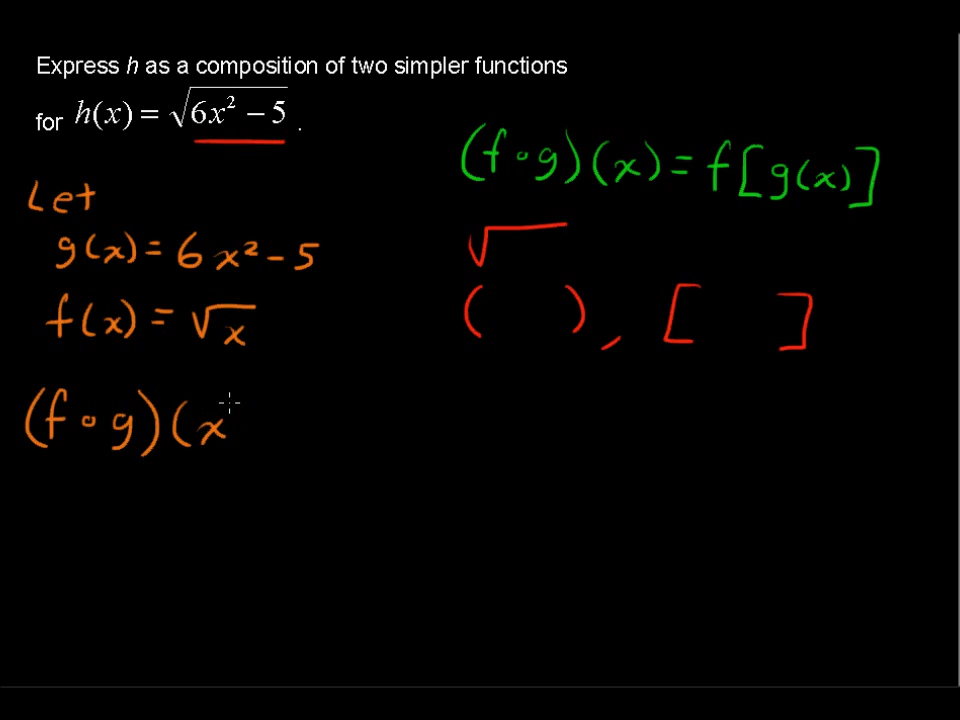 Express h as a composition of two simpler functions
for h(x) = √(6x² − 5) .
(f ∘ g)(x) = f[g(x)]
√
( ) , [ ]
Let
g(x) = 6x² − 5
f(x) = √x
(f ∘ g)(x